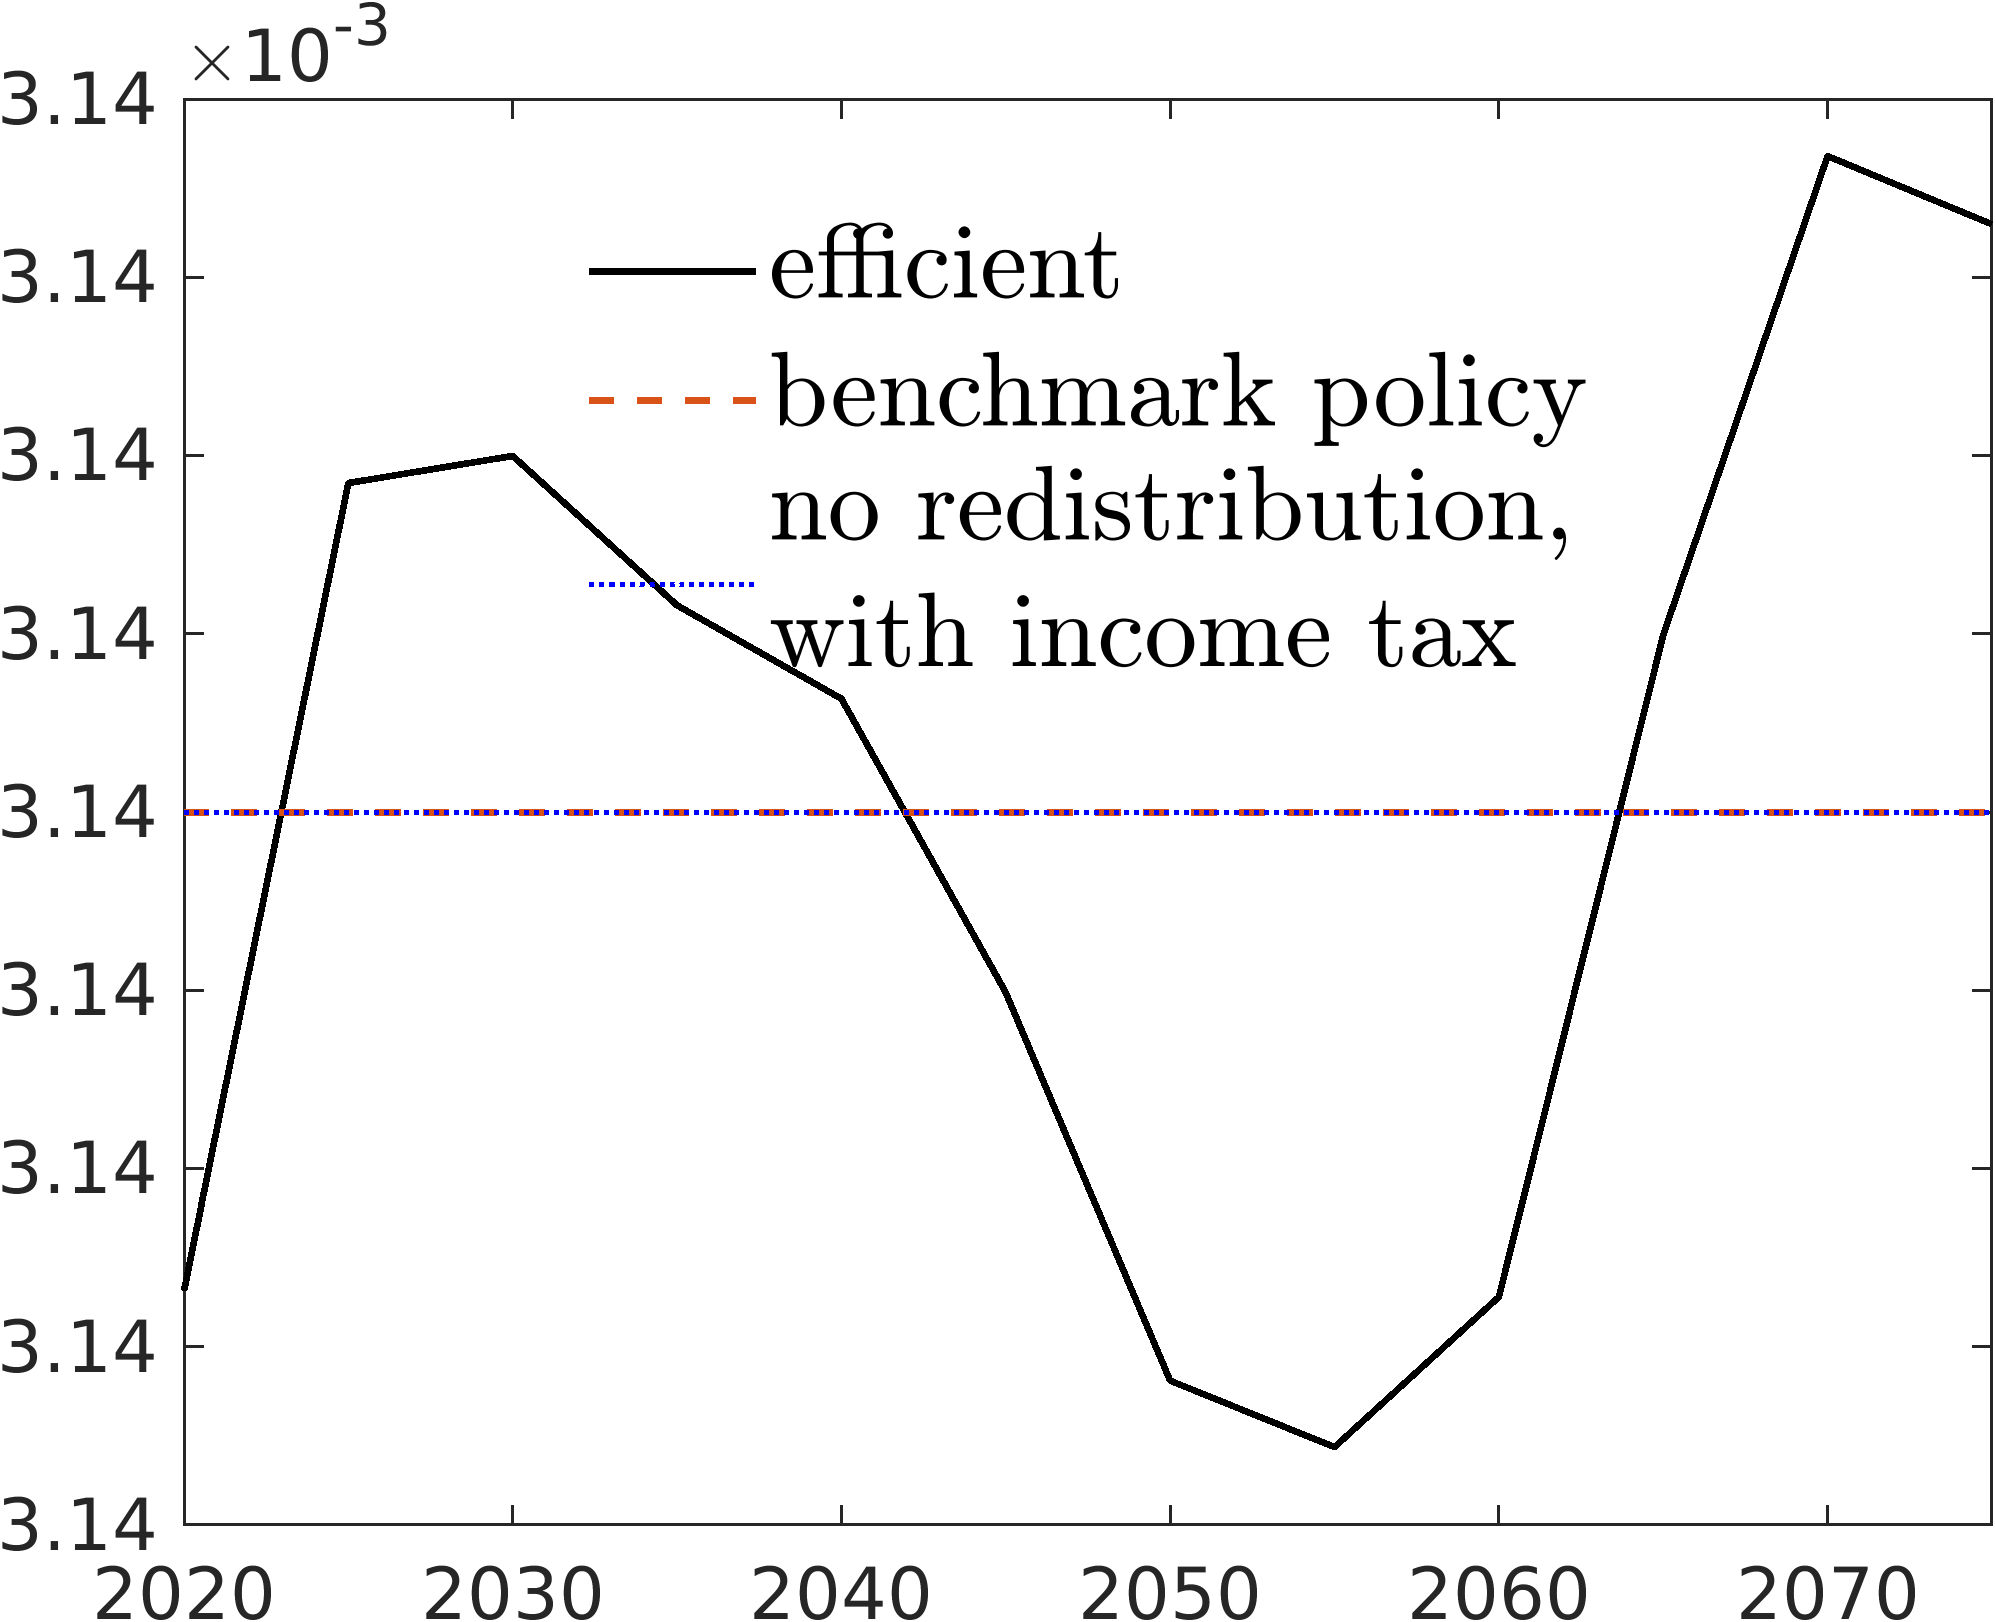 ×10-3
3.14
3.14
3.14
3.14
3.14
3.14
3.14
3.14
3.14
efficient
benchmark policy
no redistribution,
with income tax
2020 2030 2040 2050 2060 2070